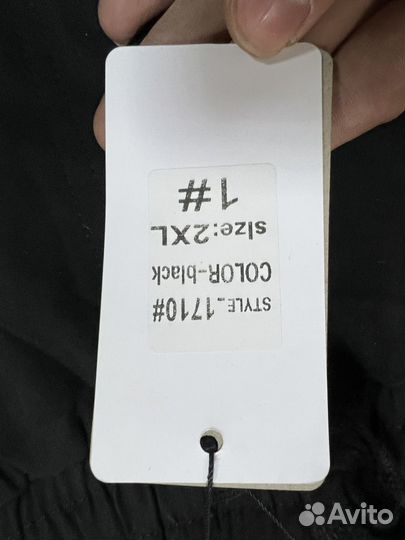 STYLE_1710#
COLOR-black
size:2XL
1#
Avito